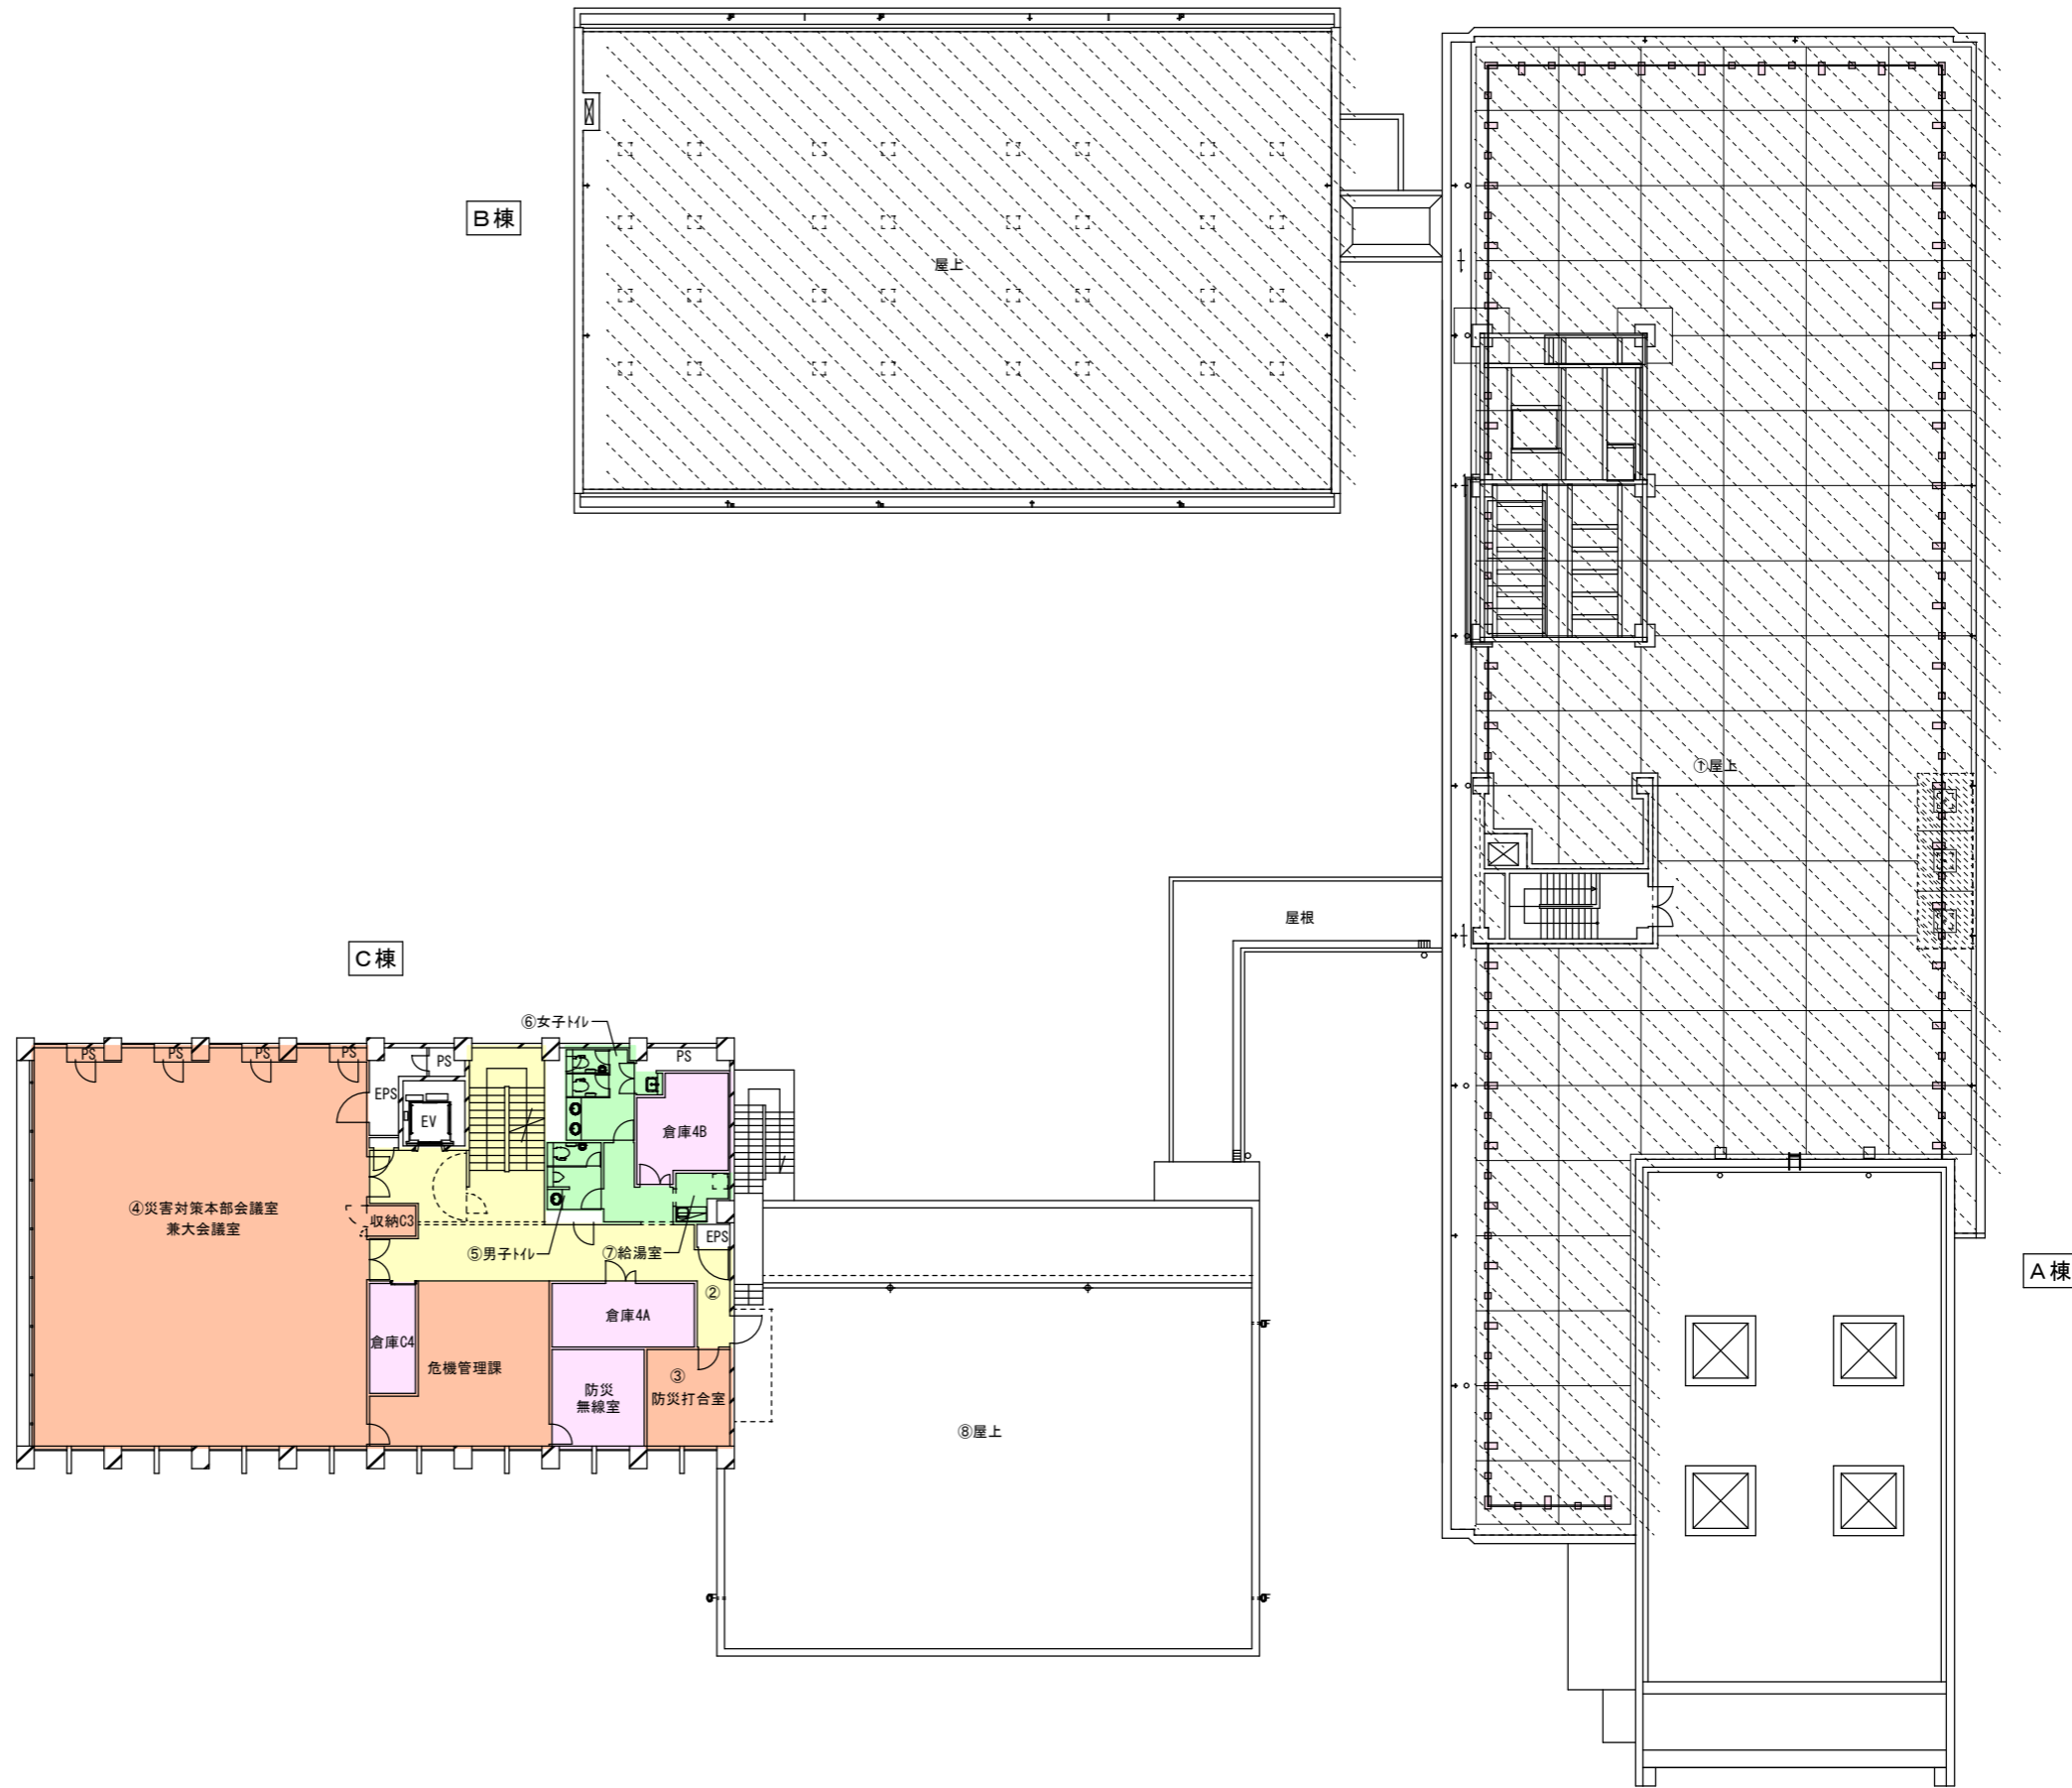 B棟
屋上
①屋上
屋根
C棟
⑥女子トイレ
PS
PS
PS
PS
PS
PS
EPS
EV
倉庫4B
④災害対策本部会議室
兼大会議室
収納C3
⑤男子トイレ
⑦給湯室
EPS
A棟
②
倉庫4A
倉庫C4
危機管理課
③
防災打合室
防災
無線室
⑧屋上